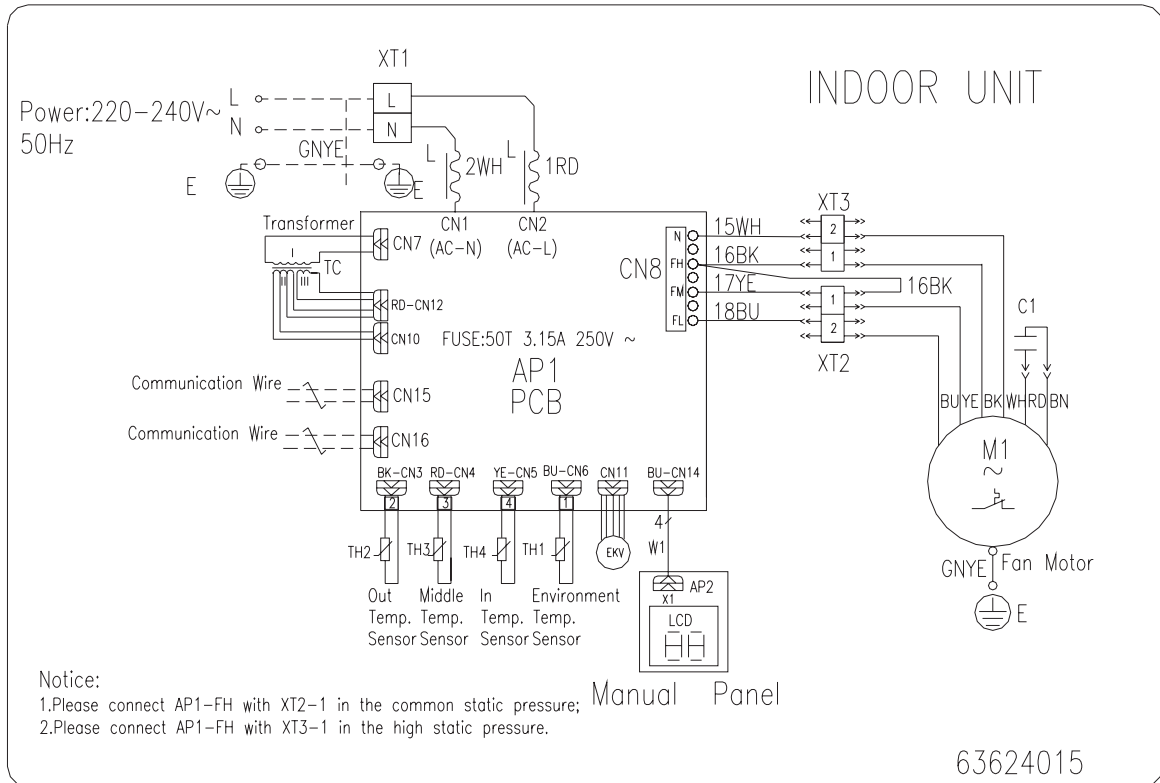 INDOOR UNIT
XT1
Power:220-240V~
50Hz
L
N
L
N
GNYE
E
E
L
2WH
L
1RD
Transformer
CN7
CN1
(AC-N)
CN2
(AC-L)
I
II
III
TC
RD-CN12
CN10
FUSE:50T 3.15A 250V ~
AP1
PCB
CN8
N
FH
FM
FL
15WH
16BK
17YE
18BU
16BK
XT3
2
1
1
2
XT2
C1
Communication Wire
CN15
Communication Wire
CN16
BU YE BK WH RD BN
M1
~
GNYE
Fan Motor
E
BK-CN3 RD-CN4 YE-CN5 BU-CN6 CN11 BU-CN14
2 3 4 1
TH2 TH3 TH4 TH1 EKV
4
W1
X1
AP2
LCD
Out Middle In Environment
Temp. Temp. Temp. Temp.
Sensor Sensor Sensor Sensor
Manual Panel
Notice:
1.Please connect AP1-FH with XT2-1 in the common static pressure;
2.Please connect AP1-FH with XT3-1 in the high static pressure.
63624015